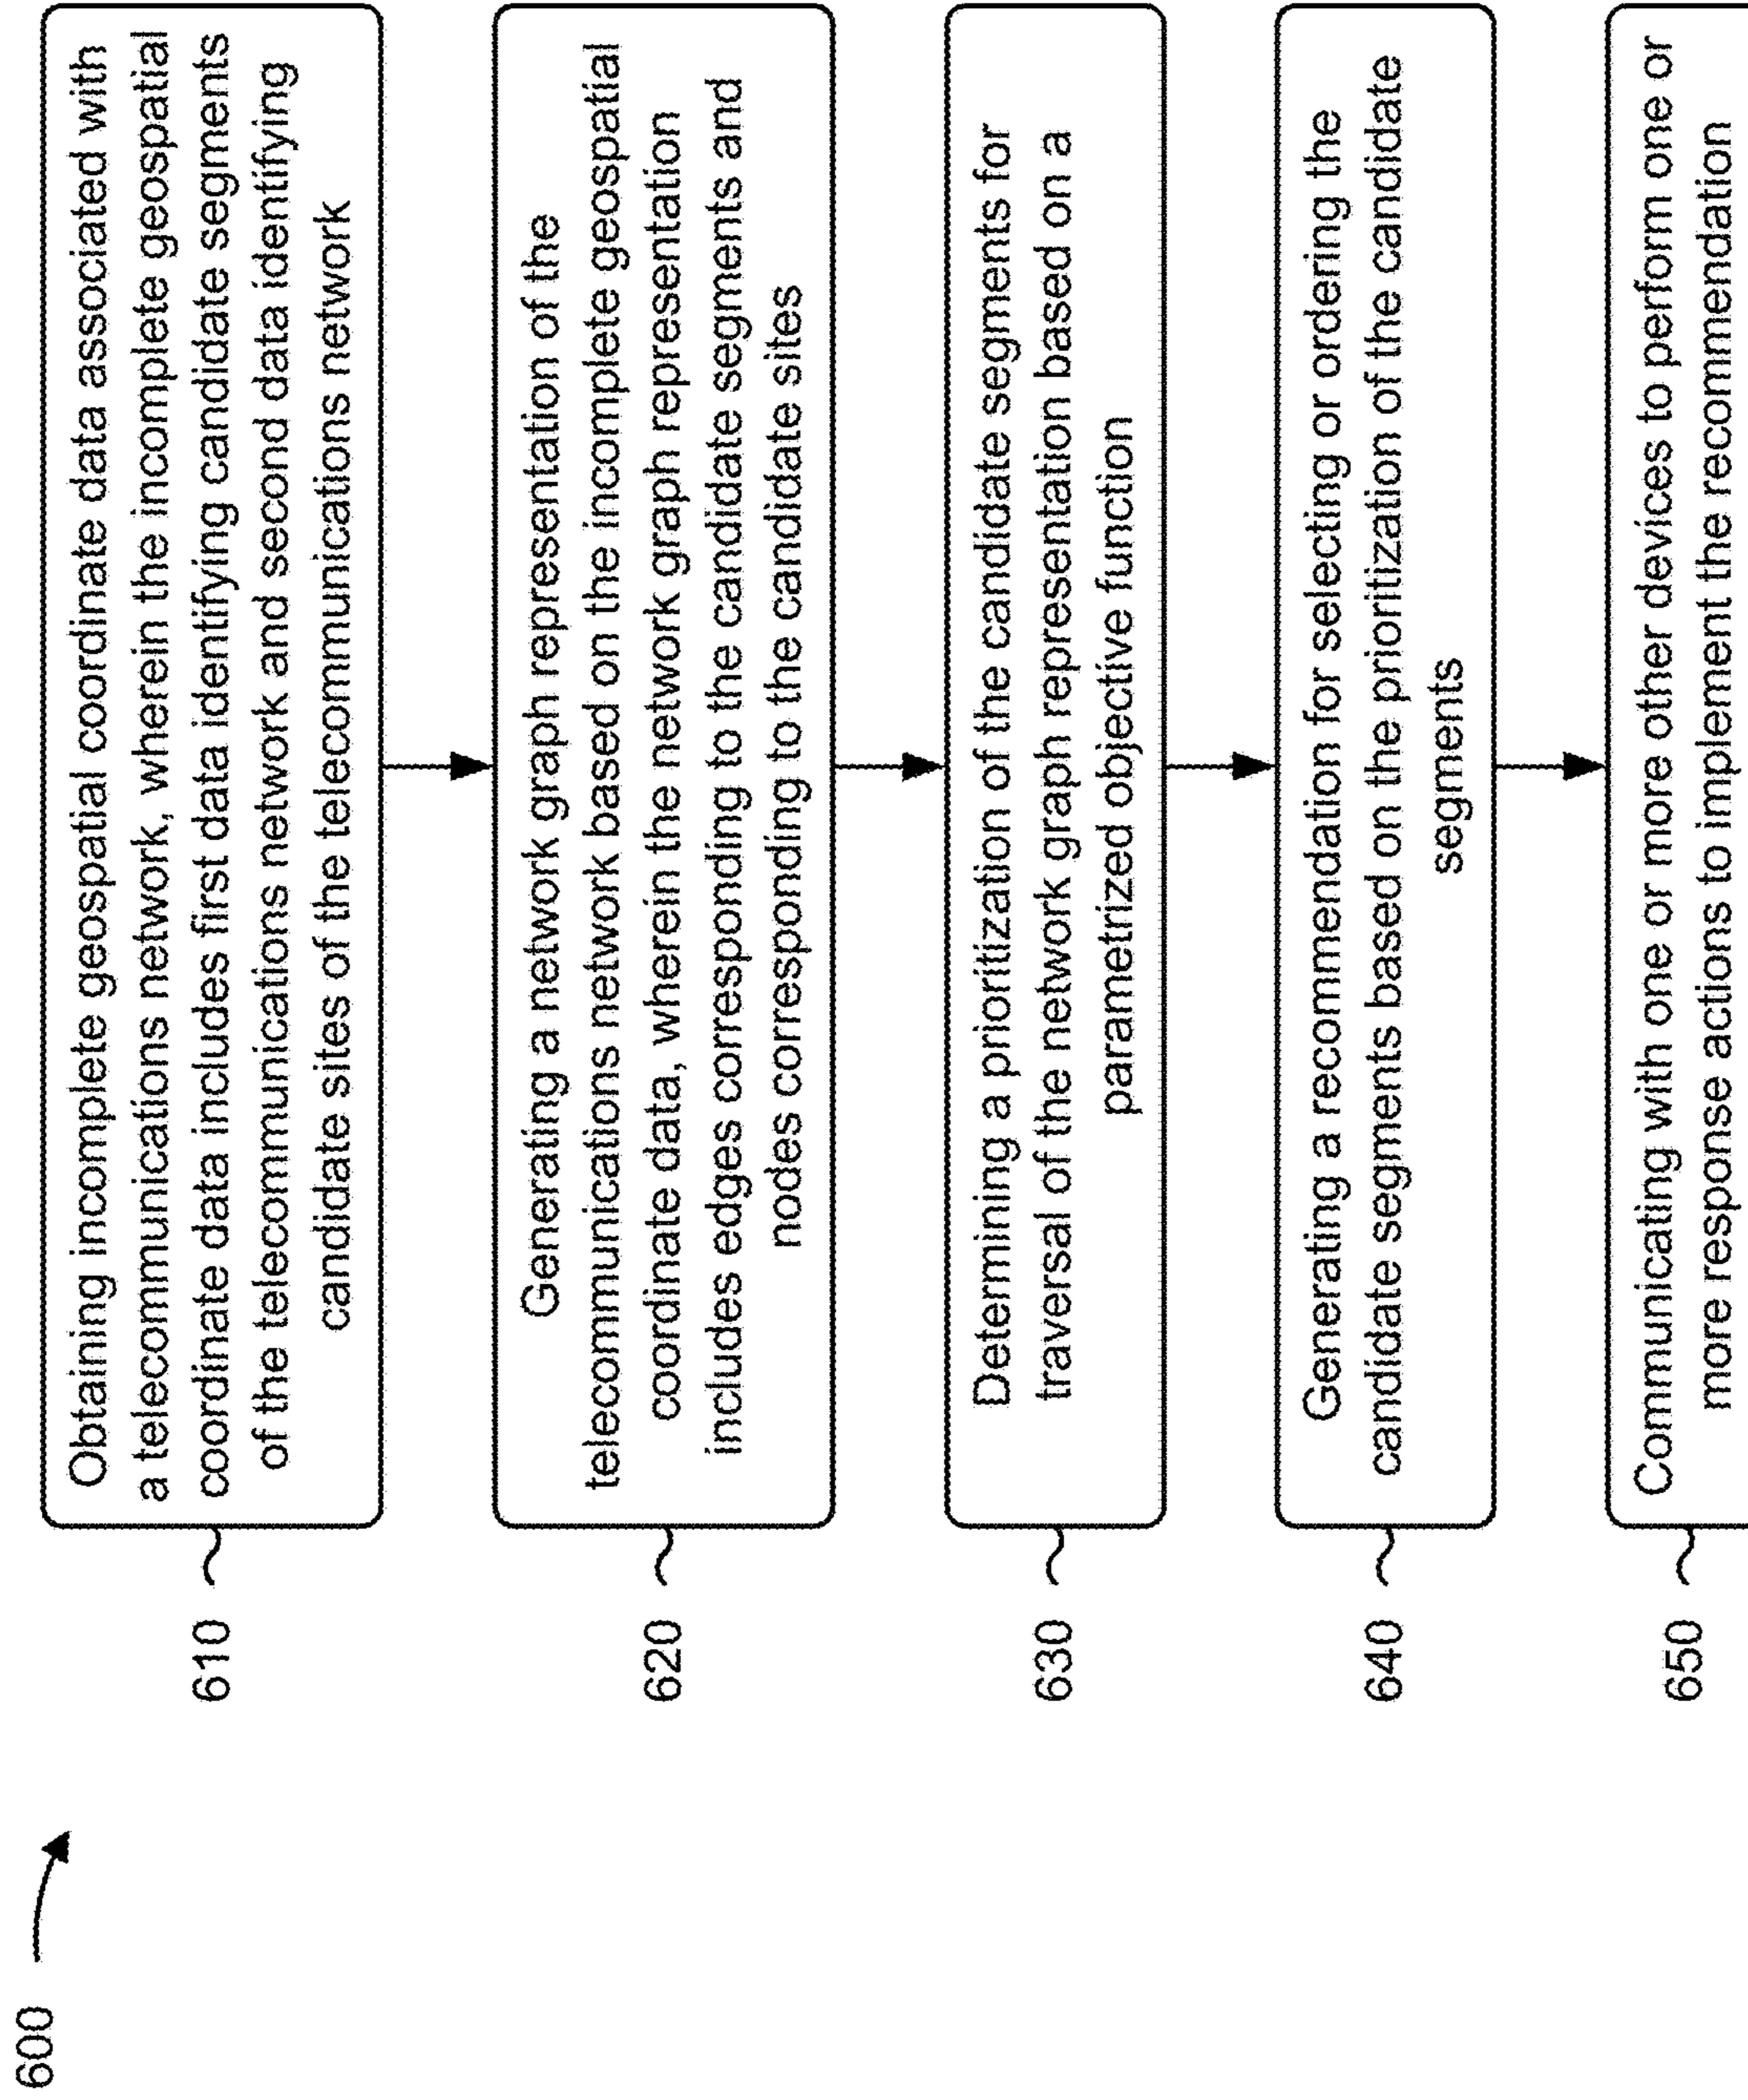 600
610
Obtaining incomplete geospatial coordinate data associated with
a telecommunications network, wherein the incomplete geospatial
coordinate data includes first data identifying candidate segments
of the telecommunications network and second data identifying
candidate sites of the telecommunications network
620
Generating a network graph representation of the
telecommunications network based on the incomplete geospatial
coordinate data, wherein the network graph representation
includes edges corresponding to the candidate segments and
nodes corresponding to the candidate sites
630
Determining a prioritization of the candidate segments for
traversal of the network graph representation based on a
parametrized objective function
640
Generating a recommendation for selecting or ordering the
candidate segments based on the prioritization of the candidate
segments
650
Communicating with one or more other devices to perform one or
more response actions to implement the recommendation